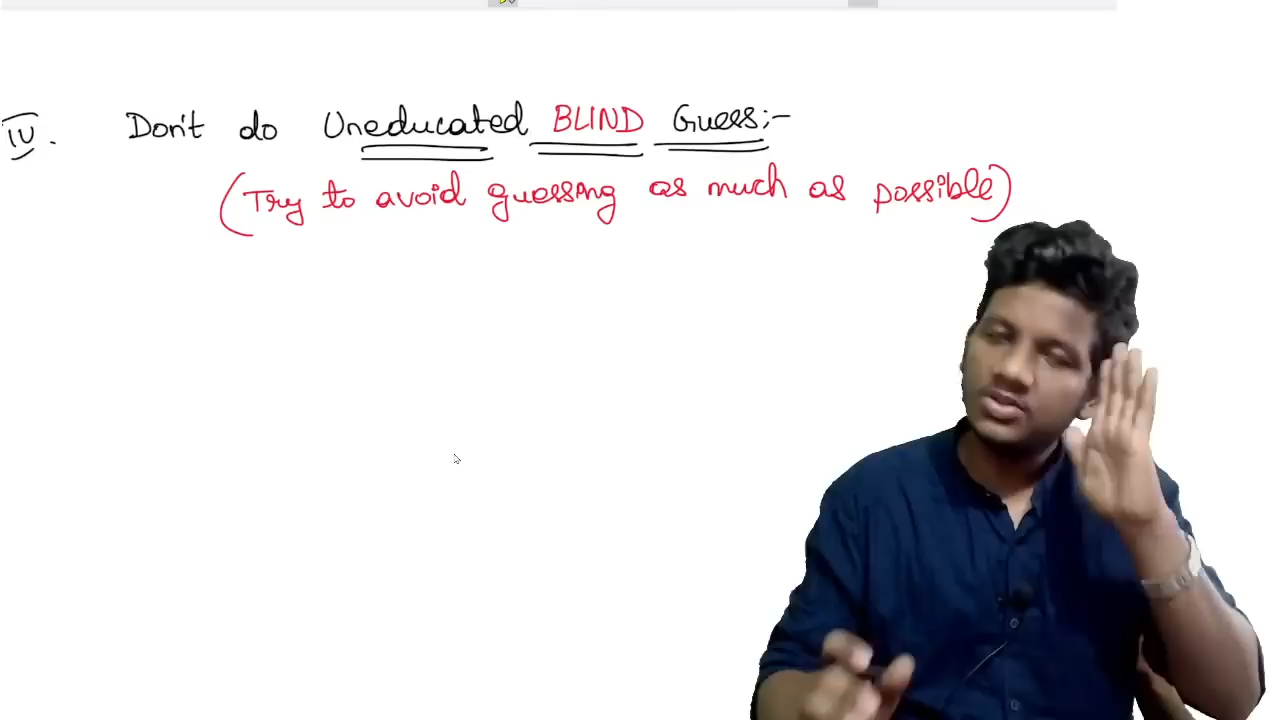 IV. Don't do Uneducated BLIND Guess:-
(Try to avoid guessing as much as possible)